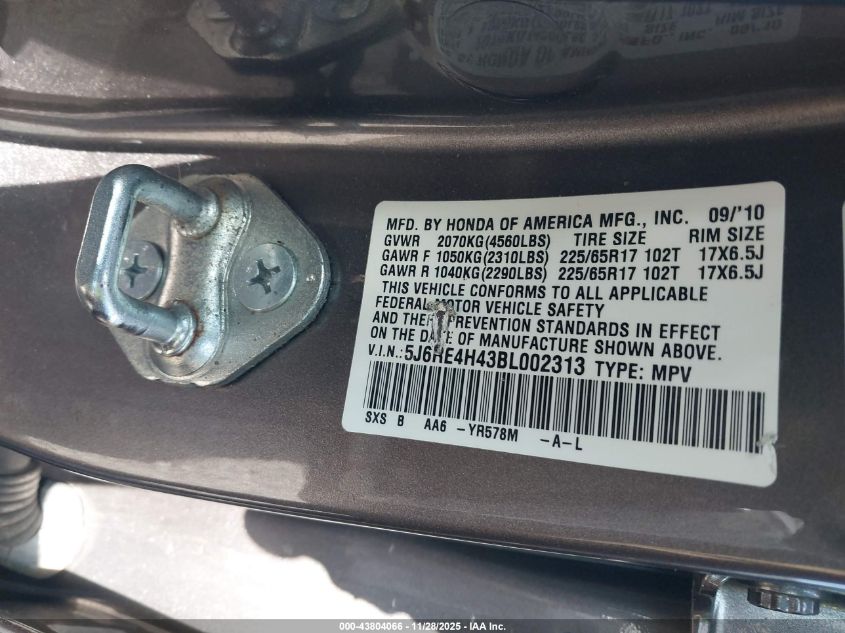 MFD. BY HONDA OF AMERICA MFG., INC. 09/'10
GVWR 2070KG(4560LBS) TIRE SIZE RIM SIZE
GAWR F 1050KG(2310LBS) 225/65R17 102T 17X6.5J
GAWR R 1040KG(2290LBS) 225/65R17 102T 17X6.5J
THIS VEHICLE CONFORMS TO ALL APPLICABLE
FEDERAL MOTOR VEHICLE SAFETY
AND THEFT PREVENTION STANDARDS IN EFFECT
ON THE DATE OF MANUFACTURE SHOWN ABOVE.
V.I.N.: 5J6RE4H43BL002313 TYPE: MPV
SXS B AA6 -YR578M -A-L
000-43804066 - 11/28/2025 - IAA Inc.